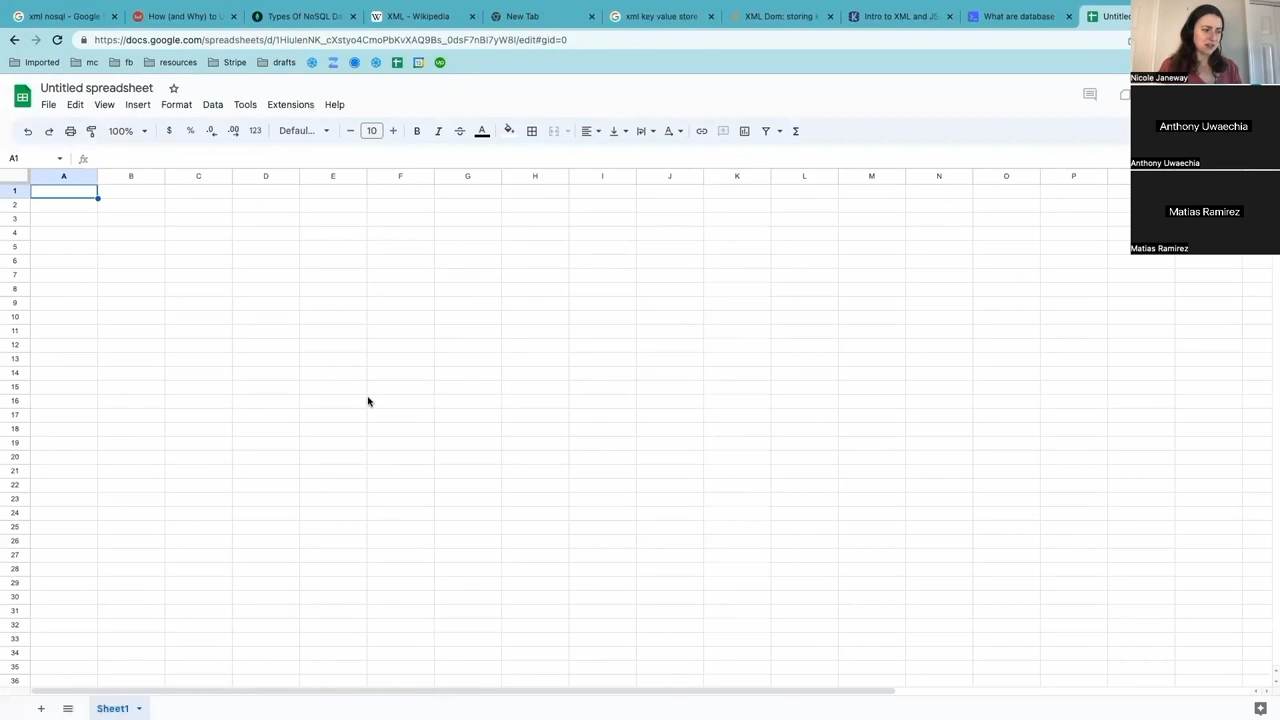 xml nosql - Google
How (and Why) to U
Types Of NoSQL Da
XML - Wikipedia
New Tab
xml key value store
XML Dom: storing k
Intro to XML and JS
What are database
Untitled
https://docs.google.com/spreadsheets/d/1HiuIenNK_cXstyo4CmoPbKvXAQ9Bs_0dsF7nBl7yW8I/edit#gid=0
Imported
mc
fb
resources
Stripe
drafts
Untitled spreadsheet
File Edit View Insert Format Data Tools Extensions Help
100% $ % .0 .00 123 Defaul... − 10 + B I A Σ
A1 fx
A B C D E F G H I J K L M N O P
1
2
3
4
5
6
7
8
9
10
11
12
13
14
15
16
17
18
19
20
21
22
23
24
25
26
27
28
29
30
31
32
33
34
35
36
Sheet1
Nicole Janeway
Anthony Uwaechia
Anthony Uwaechia
Matias Ramirez
Matias Ramirez